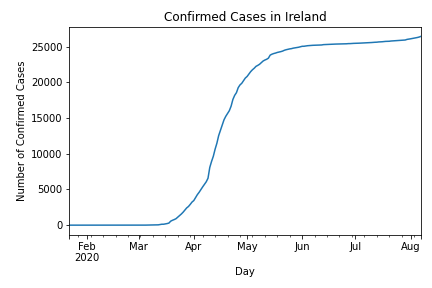 Confirmed Cases in Ireland
Number of Confirmed Cases
25000
20000
15000
10000
5000
0
Feb Mar Apr May Jun Jul Aug
2020
Day